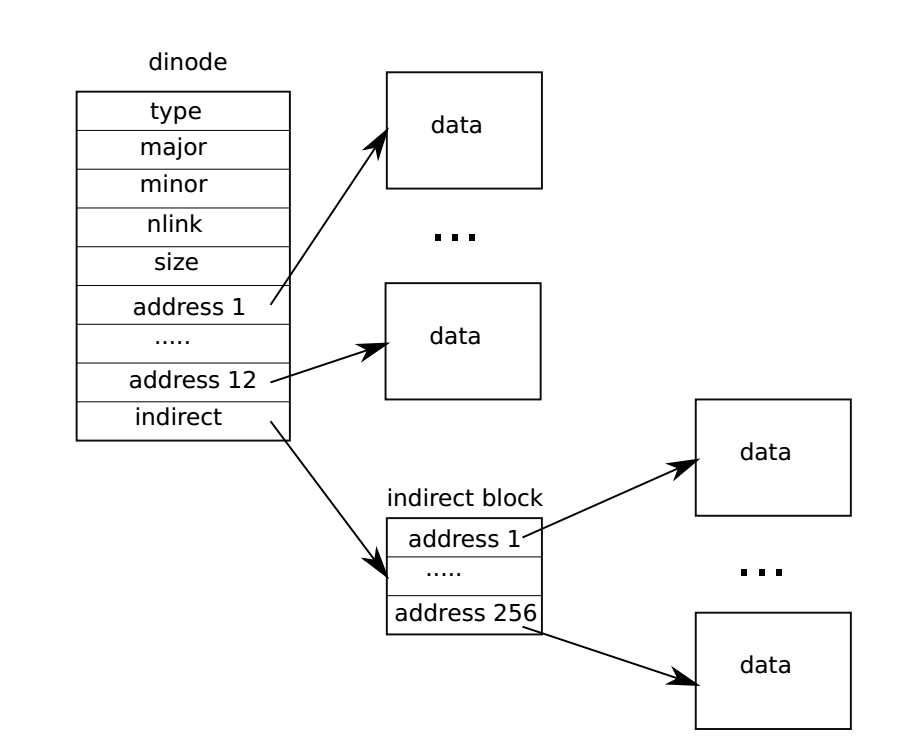 dinode
type
major
minor
nlink
size
address 1
.....
address 12
indirect
data
...
data
indirect block
address 1
.....
address 256
data
...
data